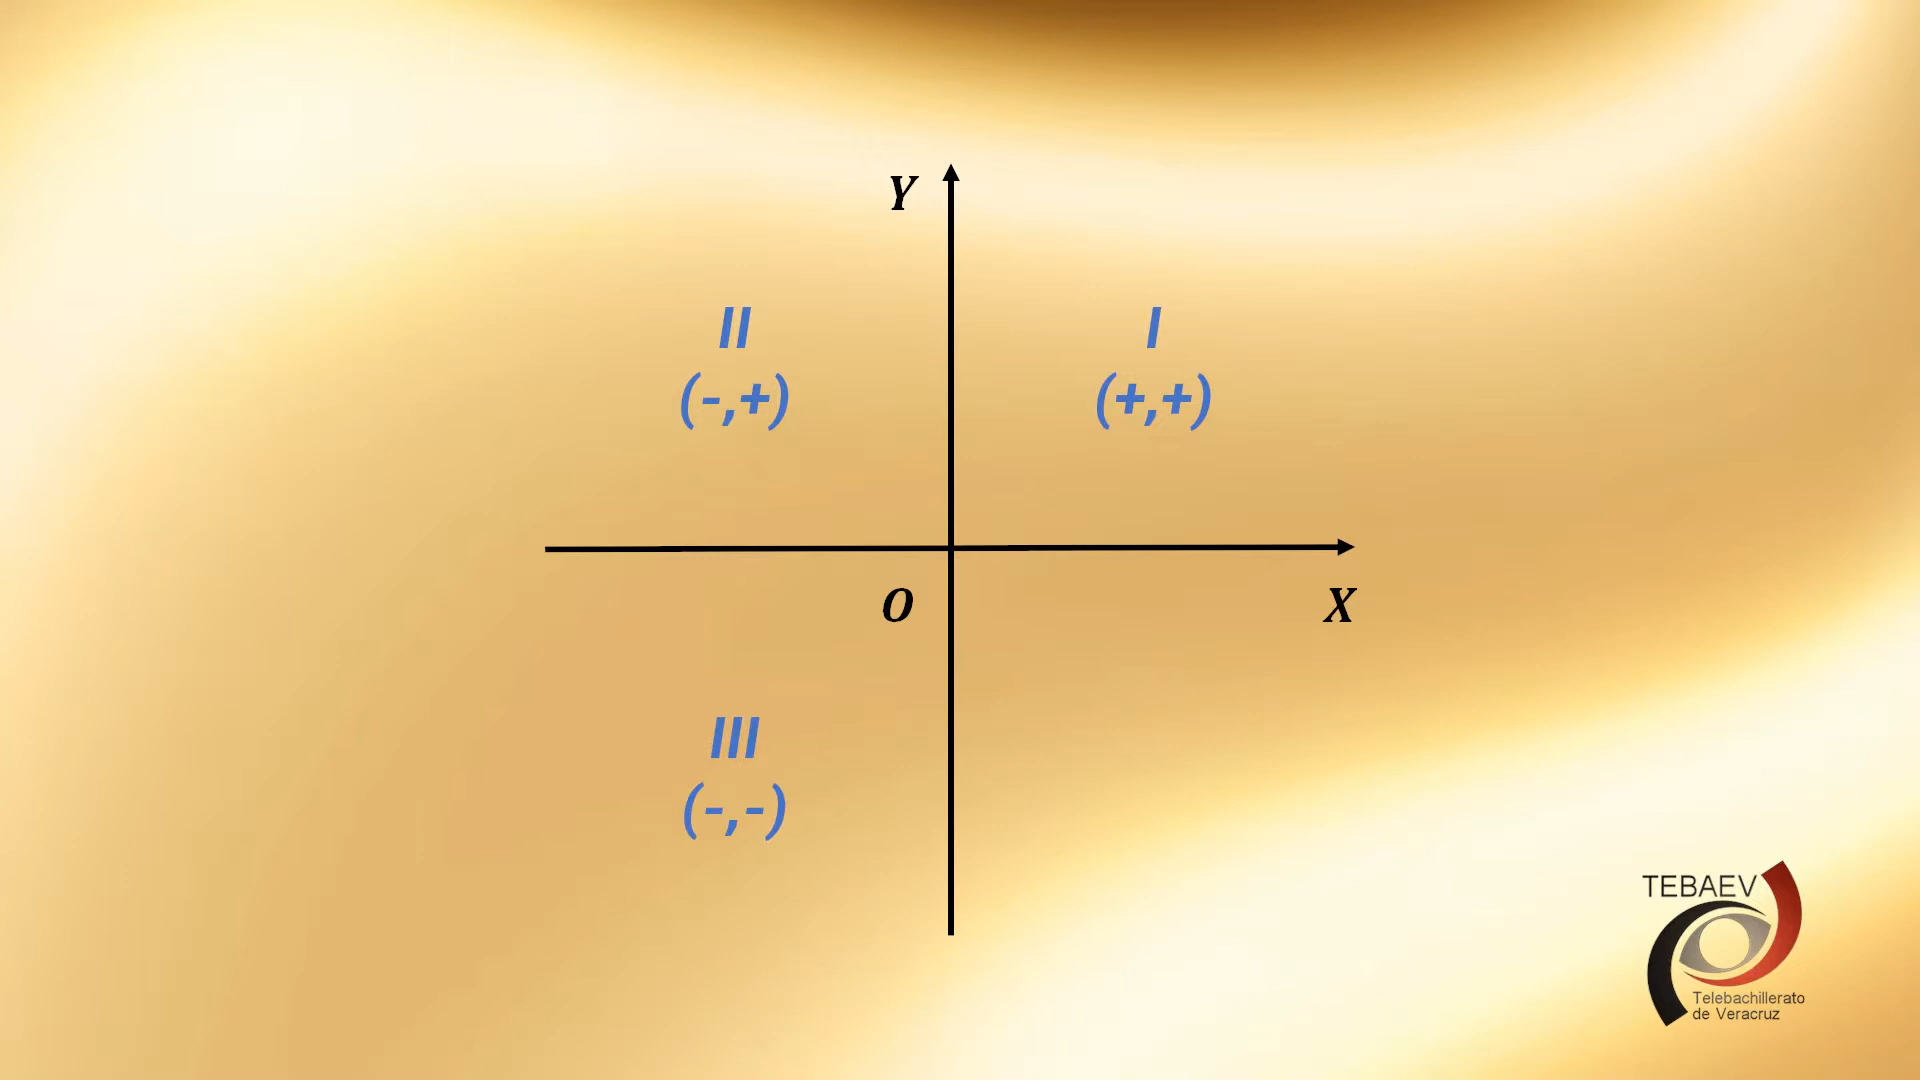 Y
II
(-,+)
I
(+,+)
O
X
III
(-,-)
TEBAEV
Telebachillerato
de Veracruz